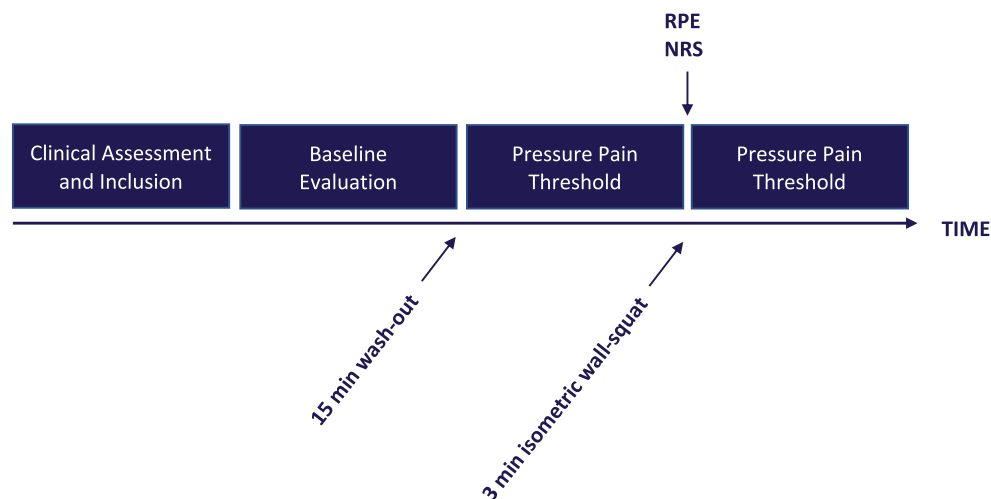 RPE
NRS
Clinical Assessment
and Inclusion
Baseline
Evaluation
Pressure Pain
Threshold
Pressure Pain
Threshold
TIME
15 min wash-out
3 min isometric wall-squat